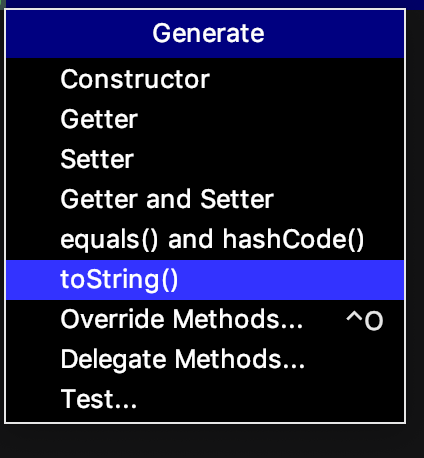 Generate
Constructor
Getter
Setter
Getter and Setter
equals() and hashCode()
toString()
Override Methods... ^O
Delegate Methods...
Test...